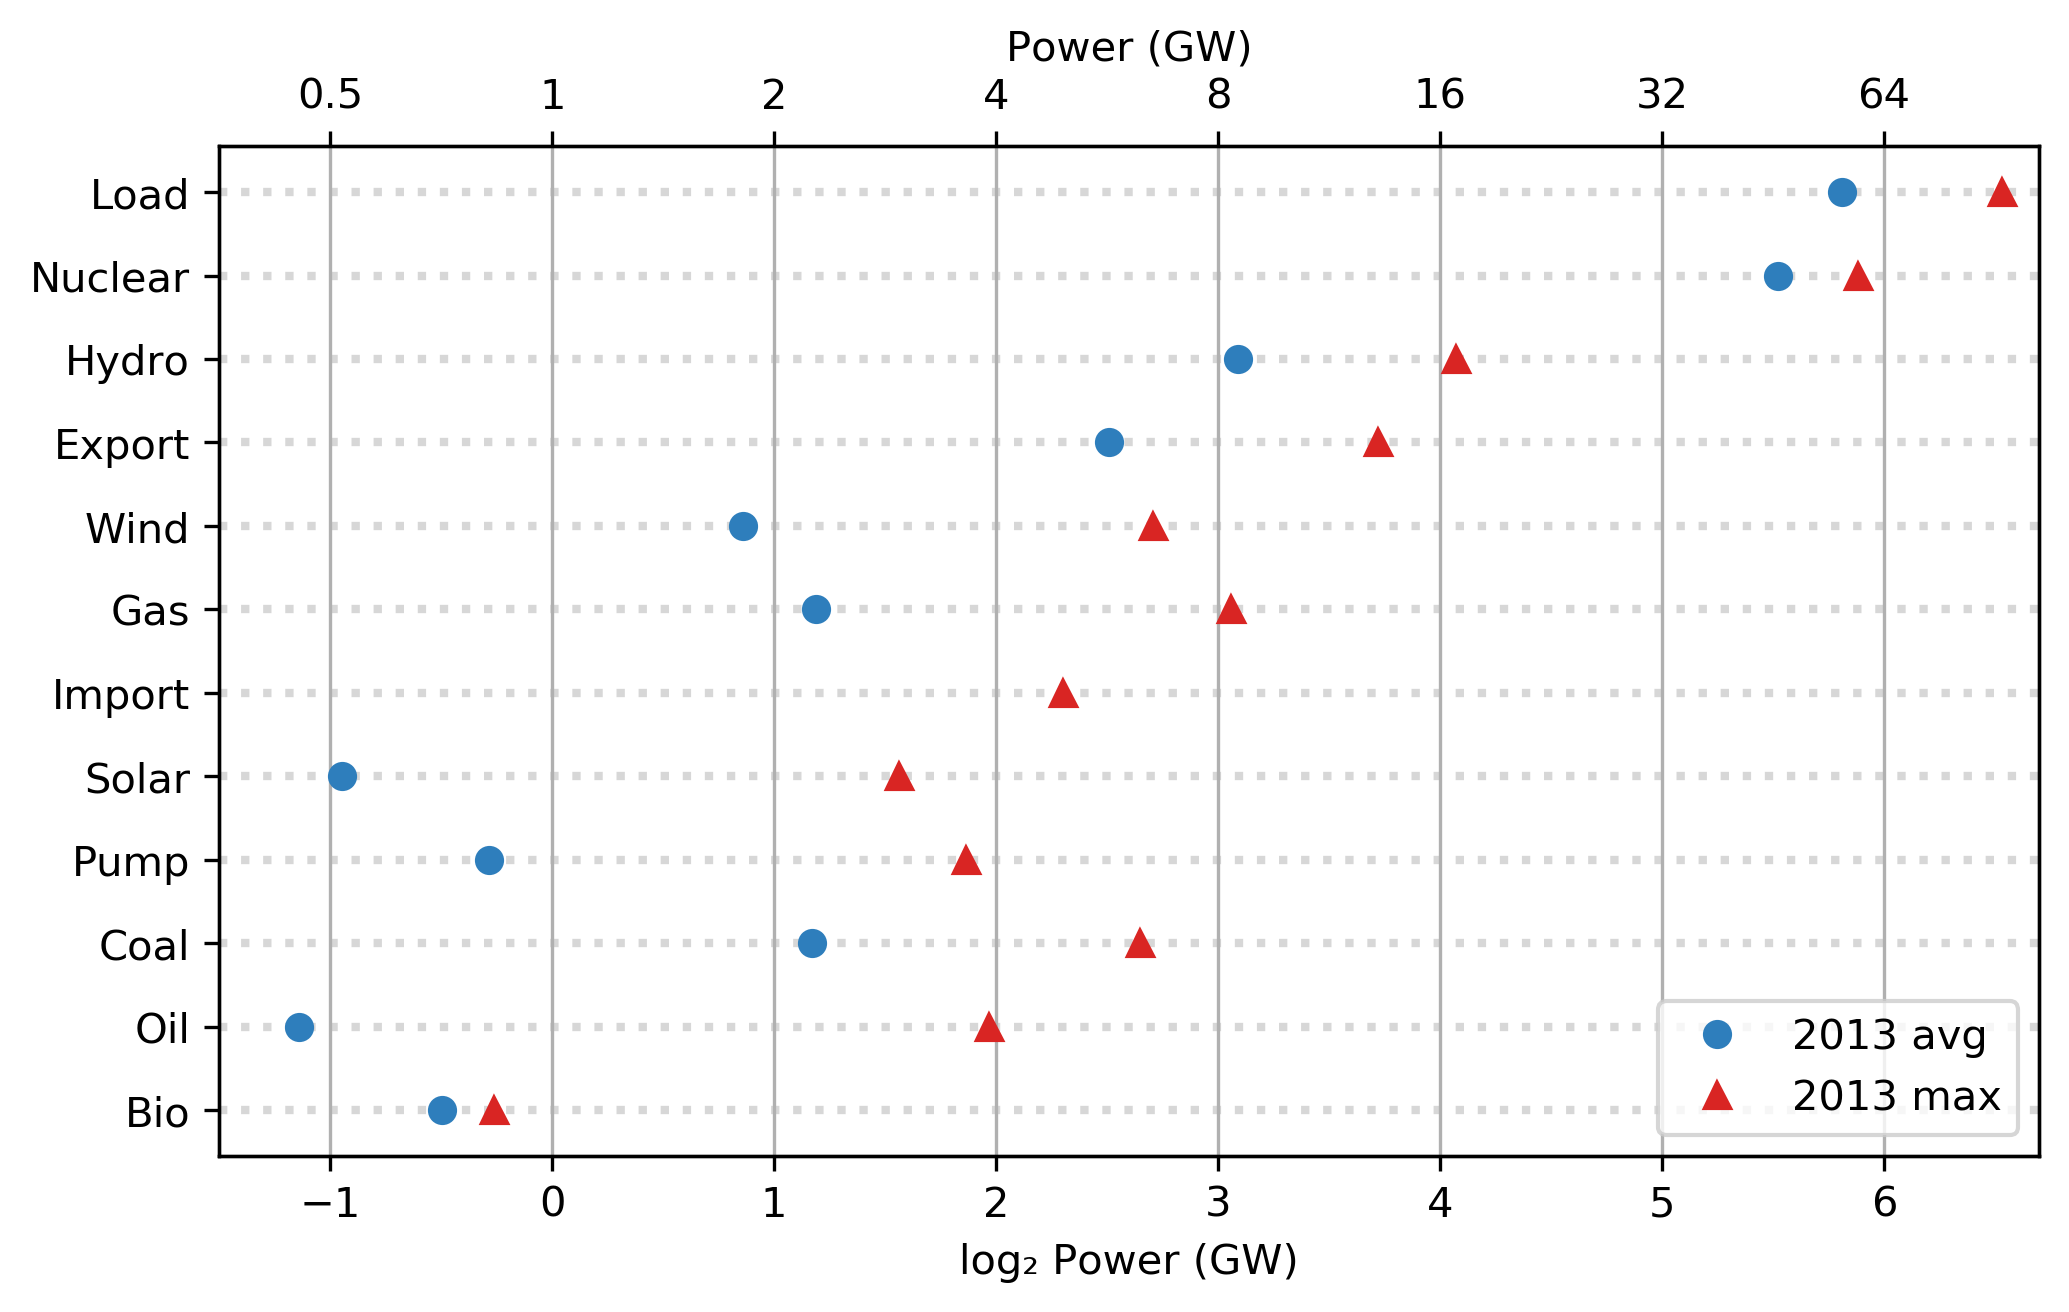 Power (GW)
0.5 1 2 4 8 16 32 64
Load
Nuclear
Hydro
Export
Wind
Gas
Import
Solar
Pump
Coal
Oil
Bio
2013 avg
2013 max
−1 0 1 2 3 4 5 6
log₂ Power (GW)